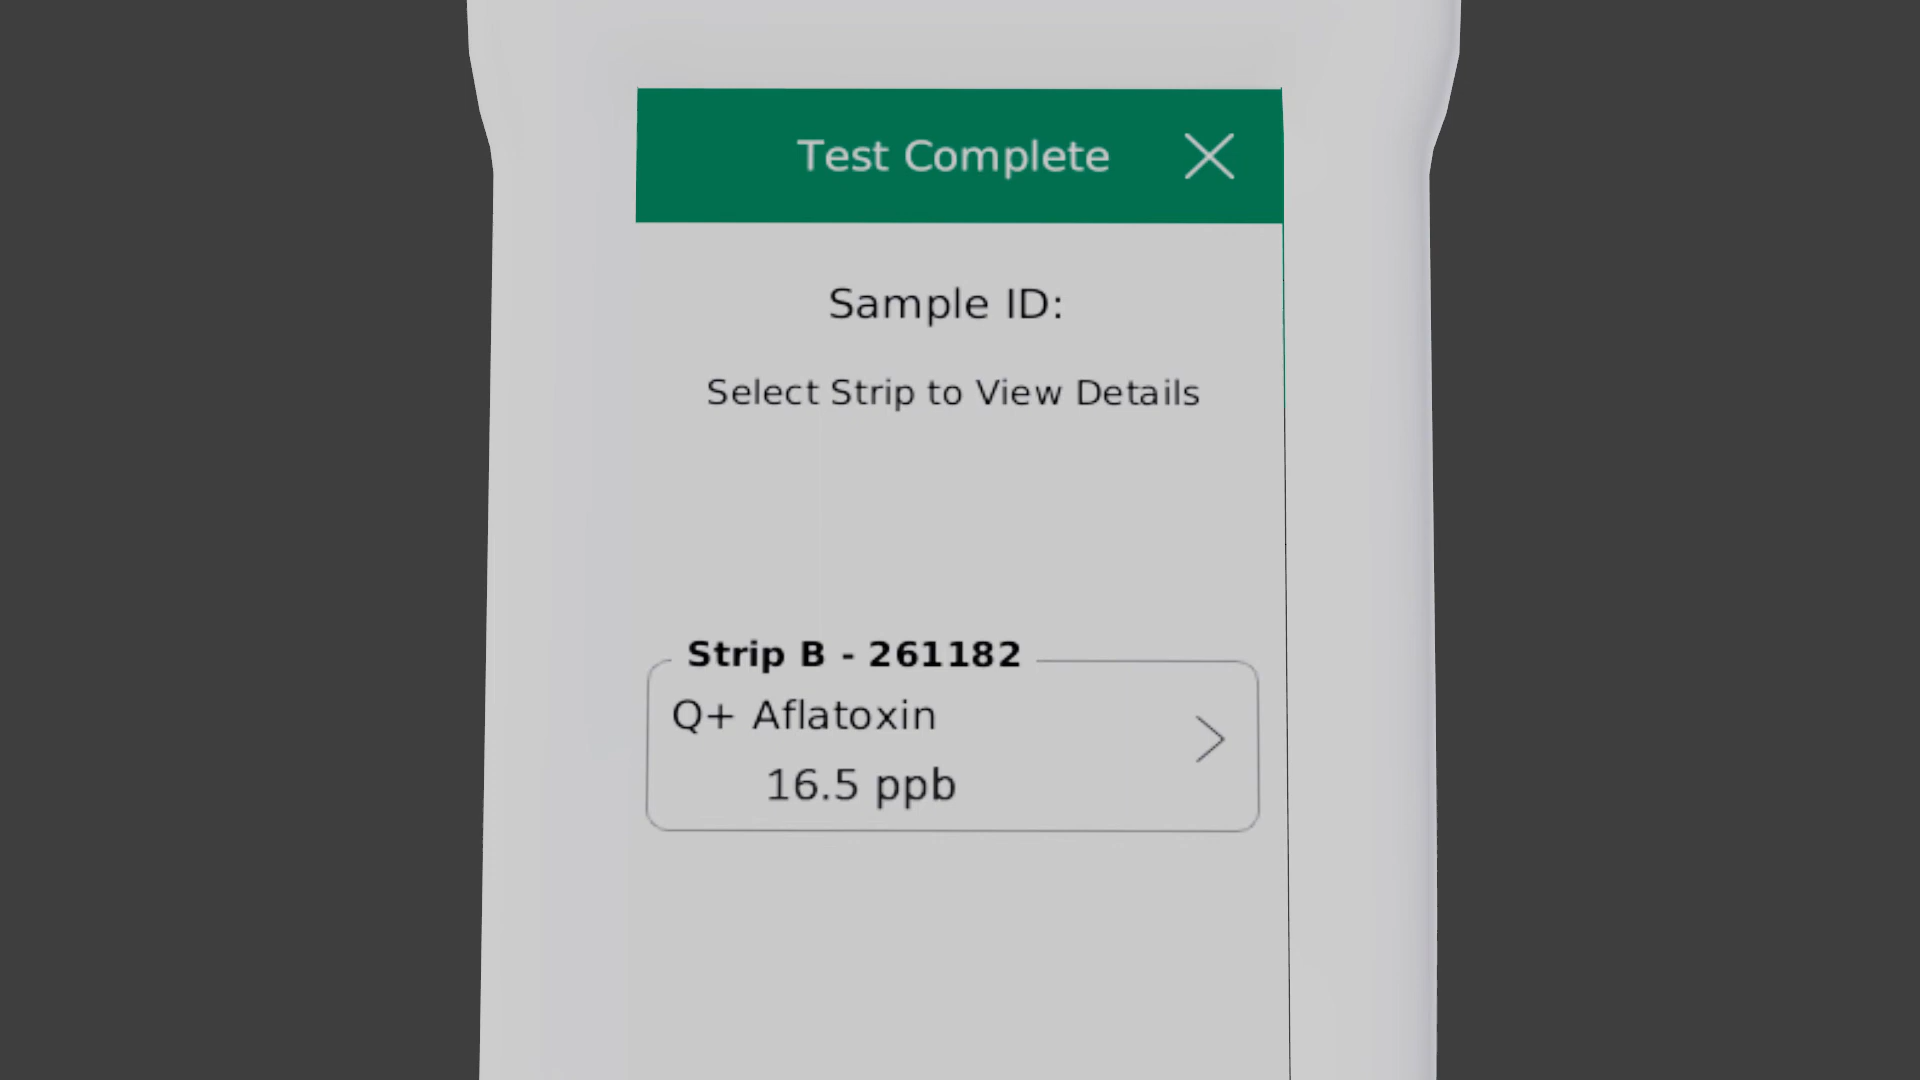 Test Complete
Sample ID:
Select Strip to View Details
Strip B - 261182
Q+ Aflatoxin
16.5 ppb